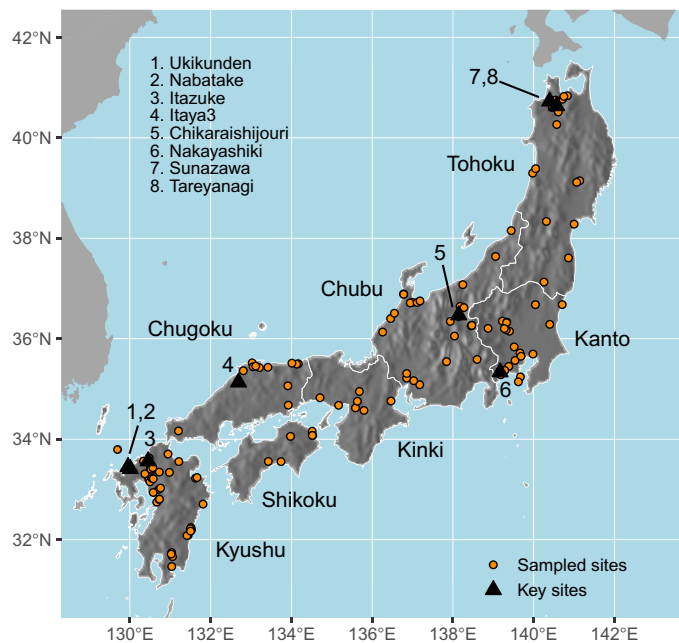 42°N
40°N
38°N
36°N
34°N
32°N
1. Ukikunden
2. Nabatake
3. Itazuke
4. Itaya3
5. Chikaraishijouri
6. Nakayashiki
7. Sunazawa
8. Tareyanagi
7,8
Tohoku
5
Chubu
Chugoku
Kanto
4
6
1,2
3
Kinki
Shikoku
Kyushu
Sampled sites
Key sites
130°E 132°E 134°E 136°E 138°E 140°E 142°E